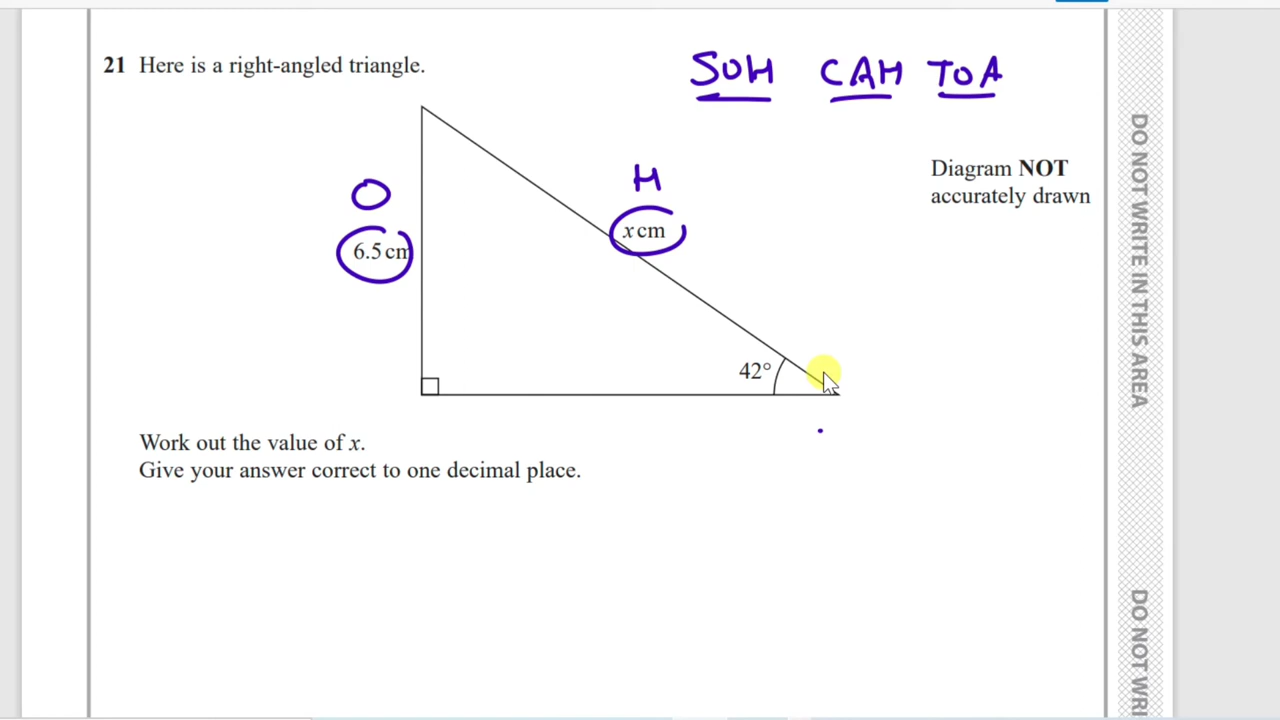 21 Here is a right-angled triangle.
SOH CAH TOA
Diagram NOT
accurately drawn
O
H
6.5 cm
x cm
42°
Work out the value of x.
Give your answer correct to one decimal place.
DO NOT WRITE IN THIS AREA
DO NOT WRI